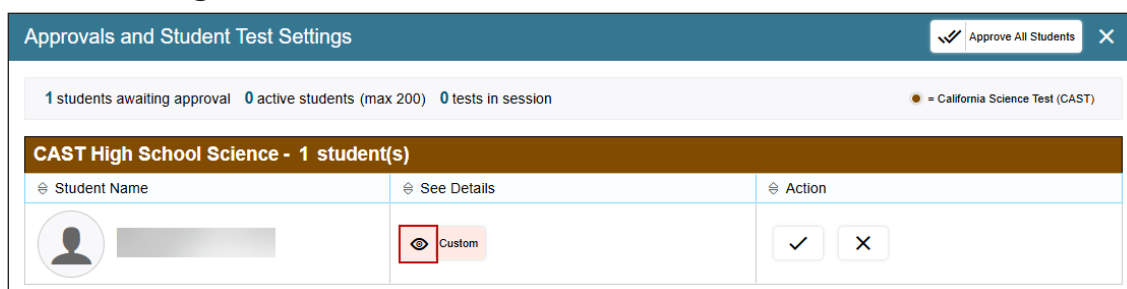 Approvals and Student Test Settings
Approve All Students
1 students awaiting approval 0 active students (max 200) 0 tests in session
= California Science Test (CAST)
CAST High School Science - 1 student(s)
Student Name
See Details
Action
Custom